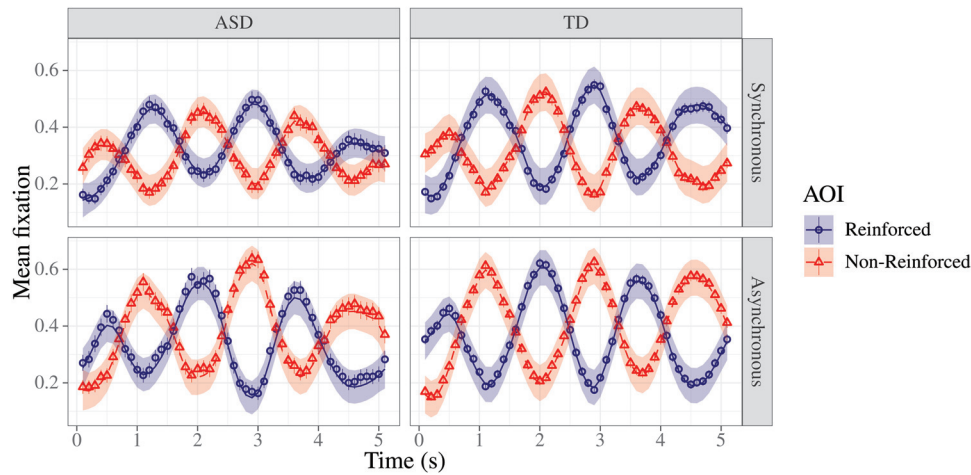 ASD TD
0.6
0.4
0.2
Synchronous
0.6
0.4
0.2
Asynchronous
Mean fixation
0 1 2 3 4 5 0 1 2 3 4 5
Time (s)
AOI
Reinforced
Non-Reinforced